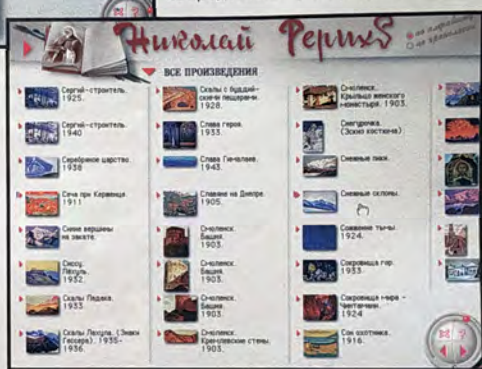 Николай Рерихъ
по алфавиту
по хронологии
ВСЕ ПРОИЗВЕДЕНИЯ
Сергий-строитель.
1925.
Сергий-строитель.
1940
Серебряное царство.
1938
Сеча при Керженце.
1911
Синие вершины
на закате.
Сиссу.
Лахуль.
1932.
Скалы Ладака.
1933.
Скалы Лахула. (Знаки
Гессера). 1935-
1936.
Скалы с буддий-
скими пещерами.
1928.
Слава героя.
1933.
Слава Гималаев.
1943.
Славяне на Днепре.
1905.
Смоленск.
Башня.
1903.
Смоленск.
Башня.
1903.
Смоленск.
Башня.
1903.
Смоленск.
Кремлевские стены.
1903.
Смоленск.
Крыльцо женского
монастыря. 1903.
Снегурочка.
(Эскиз костюма)
Снежные пики.
Снежные склоны.
Сожжение тьмы.
1924.
Сокровища гор.
1933.
Сокровища мира -
Чинтамани.
1924
Сон охотника.
1916.
?